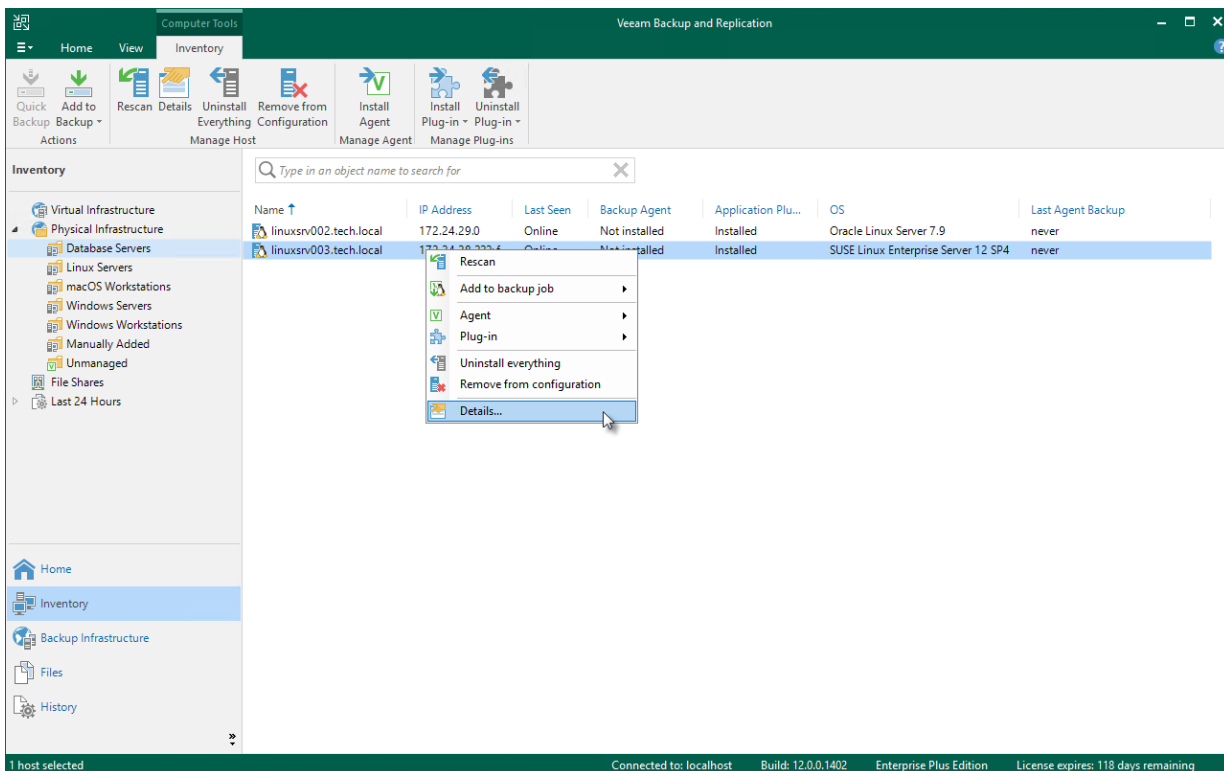 Computer Tools
Veeam Backup and Replication
Home View Inventory
Quick Backup
Add to Backup
Rescan
Details
Uninstall Everything
Remove from Configuration
Install Agent
Install Plug-in
Uninstall Plug-in
Actions
Manage Host
Manage Agent
Manage Plug-ins
Inventory
Type in an object name to search for
Virtual Infrastructure
Physical Infrastructure
Database Servers
Linux Servers
macOS Workstations
Windows Servers
Windows Workstations
Manually Added
Unmanaged
File Shares
Last 24 Hours
Name IP Address Last Seen Backup Agent Application Plu... OS Last Agent Backup
linuxsrv002.tech.local 172.24.29.0 Online Not installed Installed Oracle Linux Server 7.9 never
linuxsrv003.tech.local Installed SUSE Linux Enterprise Server 12 SP4 never
Rescan
Add to backup job
Agent
Plug-in
Uninstall everything
Remove from configuration
Details...
Home
Inventory
Backup Infrastructure
Files
History
1 host selected
Connected to: localhost
Build: 12.0.0.1402
Enterprise Plus Edition
License expires: 118 days remaining